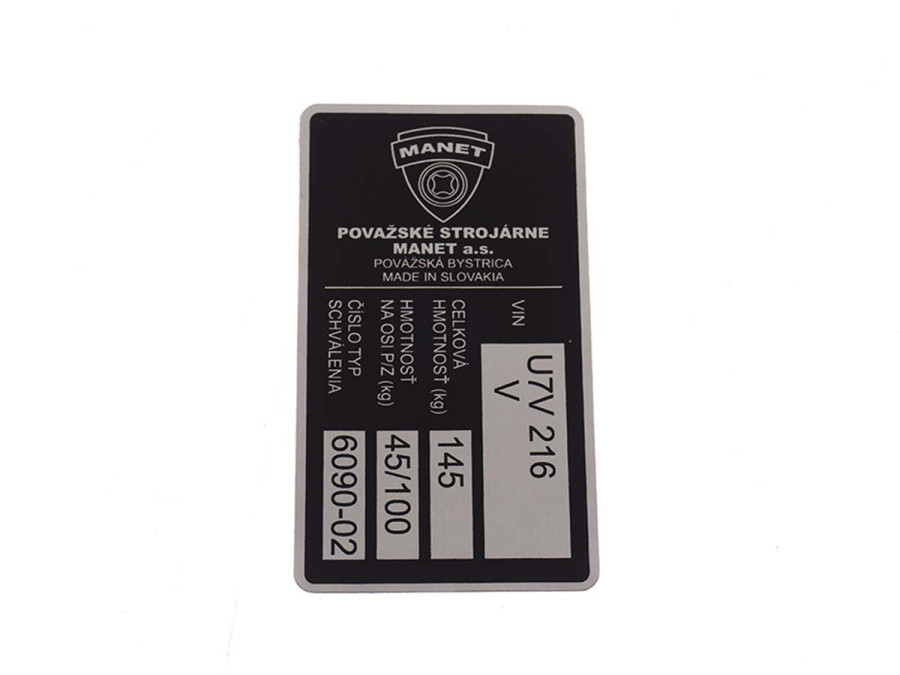 MANET
POVAŽSKÉ STROJÁRNE
MANET a.s.
POVÁŽSKÁ BYSTRICA
MADE IN SLOVAKIA
VIN
U7V 216
V
CELKOVÁ
HMOTNOSŤ (kg)
145
HMOTNOSŤ
NA OSI P/Z (kg)
45/100
ČÍSLO TYP
SCHVÁLENIA
6090-02